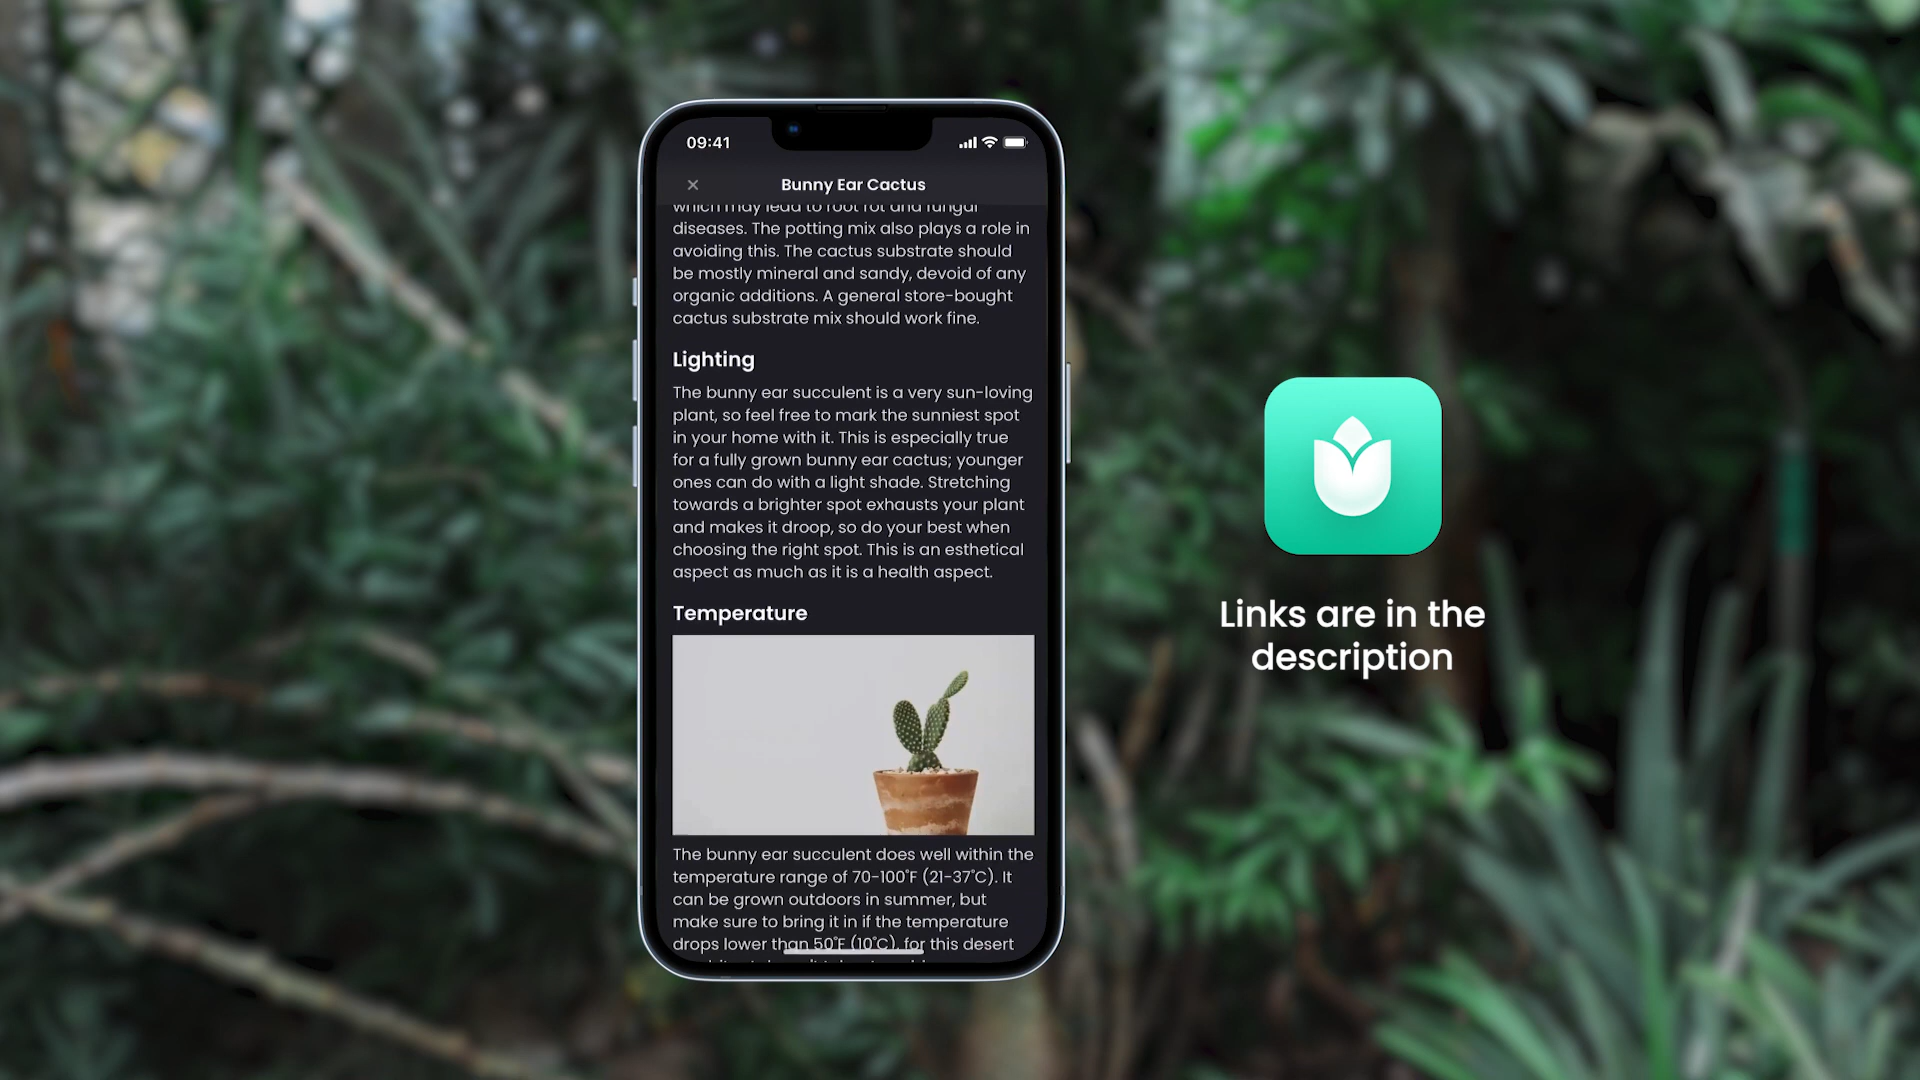 09:41
Bunny Ear Cactus
which may lead to root rot and fungal
diseases. The potting mix also plays a role in
avoiding this. The cactus substrate should
be mostly mineral and sandy, devoid of any
organic additions. A general store-bought
cactus substrate mix should work fine.
Lighting
The bunny ear succulent is a very sun-loving
plant, so feel free to mark the sunniest spot
in your home with it. This is especially true
for a fully grown bunny ear cactus; younger
ones can do with a light shade. Stretching
towards a brighter spot exhausts your plant
and makes it droop, so do your best when
choosing the right spot. This is an esthetical
aspect as much as it is a health aspect.
Temperature
The bunny ear succulent does well within the
temperature range of 70-100˚F (21-37˚C). It
can be grown outdoors in summer, but
make sure to bring it in if the temperature
drops lower than 50˚F (10˚C), for this desert
Links are in the
description